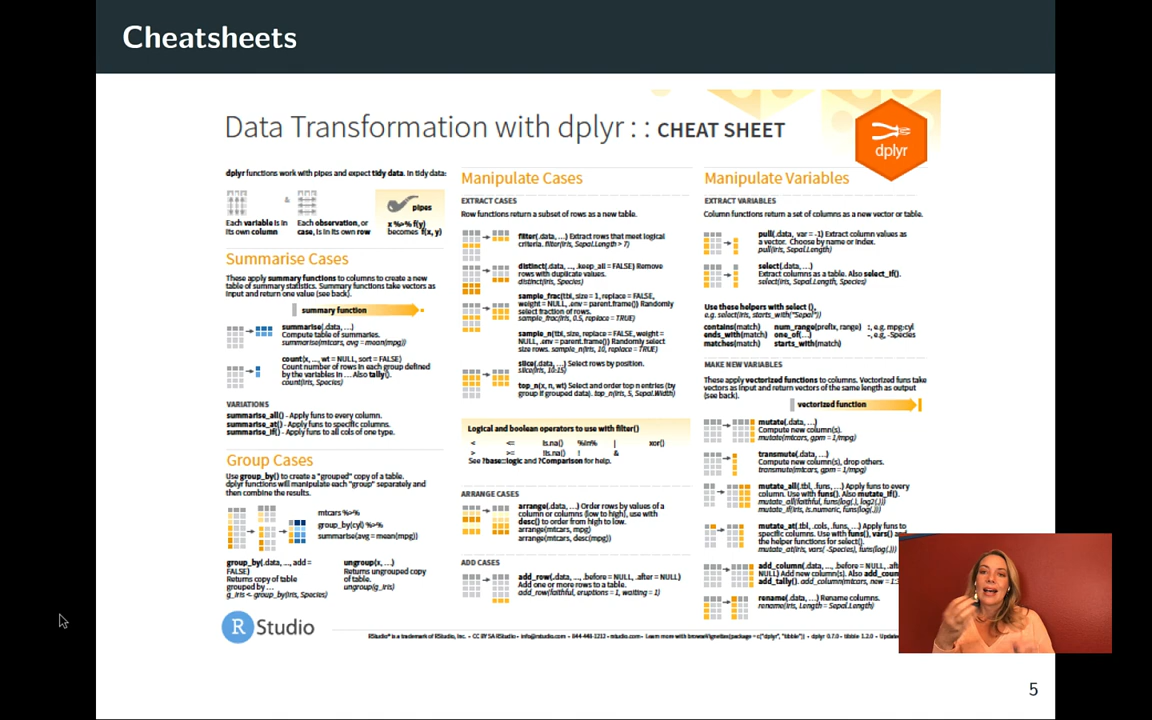 Cheatsheets
Data Transformation with dplyr : : CHEAT SHEET
dplyr
dplyr functions work with pipes and expect tidy data. In tidy data:
&
pipes
Each variable is in
its own column
Each observation, or
case, is in its own row
x %>% f(y)
becomes f(x, y)
Summarise Cases
These apply summary functions to columns to create a new
table of summary statistics. Summary functions take vectors as
input and return one value (see back).
summary function
summarise(.data, …)
Compute table of summaries.
summarise(mtcars, avg = mean(mpg))
count(x, ..., wt = NULL, sort = FALSE)
Count number of rows in each group defined
by the variables in … Also tally().
count(iris, Species)
VARIATIONS
summarise_all() - Apply funs to every column.
summarise_at() - Apply funs to specific columns.
summarise_if() - Apply funs to all cols of one type.
Group Cases
Use group_by() to create a "grouped" copy of a table.
dplyr functions will manipulate each "group" separately and
then combine the results.
mtcars %>%
group_by(cyl) %>%
summarise(avg = mean(mpg))
group_by(.data, ..., add =
FALSE)
Returns copy of table
grouped by …
g_iris <- group_by(iris, Species)
ungroup(x, …)
Returns ungrouped copy
of table.
ungroup(g_iris)
Manipulate Cases
EXTRACT CASES
Row functions return a subset of rows as a new table.
filter(.data, …) Extract rows that meet logical
criteria. filter(iris, Sepal.Length > 7)
distinct(.data, ..., .keep_all = FALSE) Remove
rows with duplicate values.
distinct(iris, Species)
sample_frac(tbl, size = 1, replace = FALSE,
weight = NULL, .env = parent.frame()) Randomly
select fraction of rows.
sample_frac(iris, 0.5, replace = TRUE)
sample_n(tbl, size, replace = FALSE, weight =
NULL, .env = parent.frame()) Randomly select
size rows. sample_n(iris, 10, replace = TRUE)
slice(.data, …) Select rows by position.
slice(iris, 10:15)
top_n(x, n, wt) Select and order top n entries (by
group if grouped data). top_n(iris, 5, Sepal.Width)
Logical and boolean operators to use with filter()
< <= is.na() %in% | xor()
> >= !is.na() ! &
See ?base::logic and ?Comparison for help.
ARRANGE CASES
arrange(.data, …) Order rows by values of a
column or columns (low to high), use with
desc() to order from high to low.
arrange(mtcars, mpg)
arrange(mtcars, desc(mpg))
ADD CASES
add_row(.data, ..., .before = NULL, .after = NULL)
Add one or more rows to a table.
add_row(faithful, eruptions = 1, waiting = 1)
Manipulate Variables
EXTRACT VARIABLES
Column functions return a set of columns as a new vector or table.
pull(.data, var = -1) Extract column values as
a vector. Choose by name or index.
pull(iris, Sepal.Length)
select(.data, …)
Extract columns as a table. Also select_if().
select(iris, Sepal.Length, Species)
Use these helpers with select (),
e.g. select(iris, starts_with("Sepal"))
contains(match) num_range(prefix, range) :, e.g. mpg:cyl
ends_with(match) one_of(…) -, e.g, -Species
matches(match) starts_with(match)
MAKE NEW VARIABLES
These apply vectorized functions to columns. Vectorized funs take
vectors as input and return vectors of the same length as output
(see back).
vectorized function
mutate(.data, …)
Compute new column(s).
mutate(mtcars, gpm = 1/mpg)
transmute(.data, …)
Compute new column(s), drop others.
transmute(mtcars, gpm = 1/mpg)
mutate_all(.tbl, .funs, …) Apply funs to every
column. Use with funs(). Also mutate_if().
mutate_all(faithful, funs(log(.), log2(.)))
mutate_if(iris, is.numeric, funs(log(.)))
mutate_at(.tbl, .cols, .funs, …) Apply funs to
specific columns. Use with funs(), vars() and
the helper functions for select().
mutate_at(iris, vars( -Species), funs(log(.)))
add_column(.data, ..., .before = NULL, .aft
NULL) Add new column(s). Also add_cou
add_tally(). add_column(mtcars, new = 1:
rename(.data, …) Rename columns.
rename(iris, Length = Sepal.Length)
R Studio
RStudio® is a trademark of RStudio, Inc. • CC BY SA RStudio • info@rstudio.com • 844-448-1212 • rstudio.com • Learn more with browseVignettes(package = c("dplyr", "tibble")) • dplyr 0.7.0 • tibble 1.2.0 • Updated
5